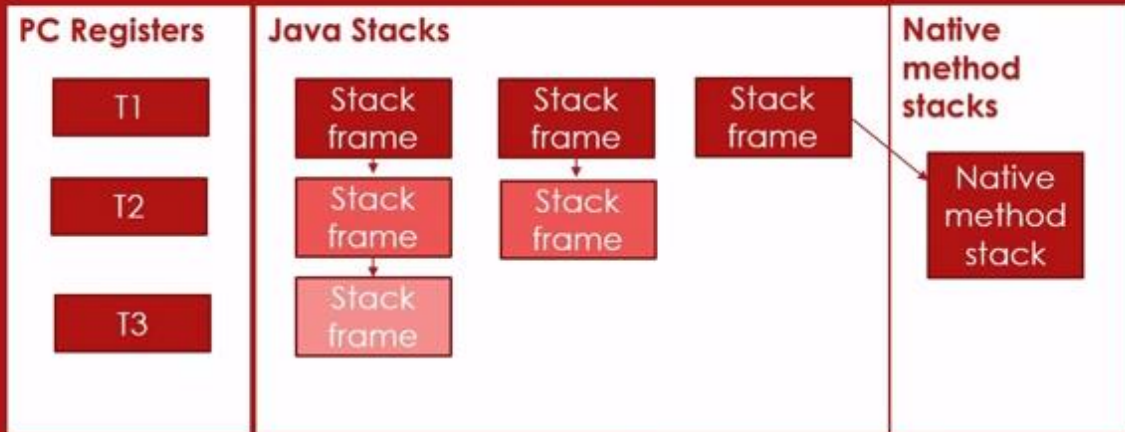 PC Registers
T1
T2
T3
Java Stacks
Stack
frame
Stack
frame
Stack
frame
Stack
frame
Stack
frame
Stack
frame
Native
method
stacks
Native
method
stack